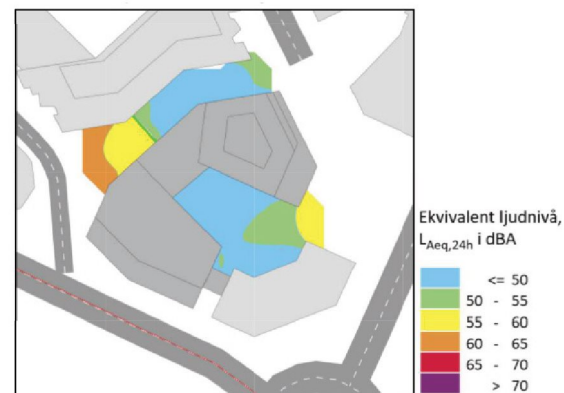 Ekvivalent ljudnivå,
LAeq,24h i dBA
<= 50
50 - 55
55 - 60
60 - 65
65 - 70
> 70